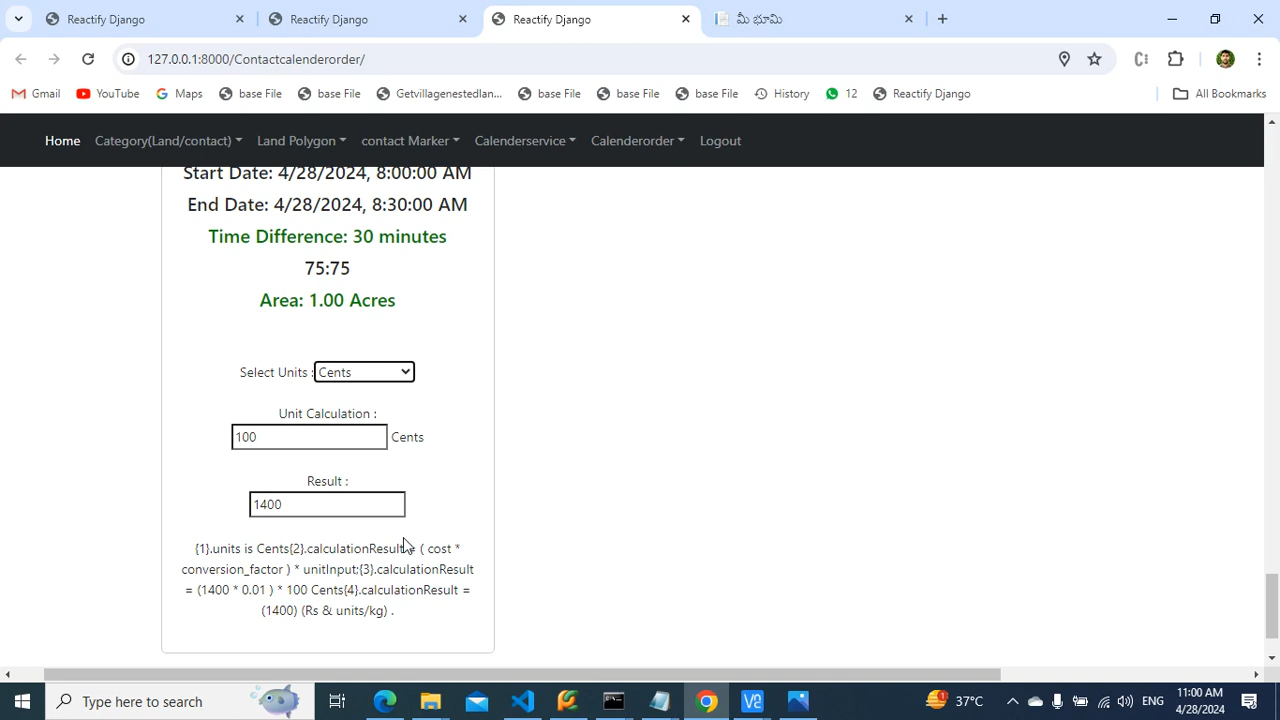 Reactify Django
Reactify Django
Reactify Django
మీ భూమి
127.0.0.1:8000/Contactcalenderorder/
Gmail
YouTube
Maps
base File
base File
Getvillagenestedlan...
base File
base File
base File
History
12
Reactify Django
All Bookmarks
Home
Category(Land/contact)
Land Polygon
contact Marker
Calenderservice
Calenderorder
Logout
Start Date: 4/28/2024, 8:00:00 AM
End Date: 4/28/2024, 8:30:00 AM
Time Difference: 30 minutes
75:75
Area: 1.00 Acres
Select Units : Cents
Unit Calculation :
100 Cents
Result :
1400
{1}.units is Cents{2}.calculationResult = ( cost *
conversion_factor ) * unitInput;{3}.calculationResult
= (1400 * 0.01 ) * 100 Cents{4}.calculationResult =
(1400) (Rs & units/kg) .
Type here to search
37°C
ENG
11:00 AM
4/28/2024